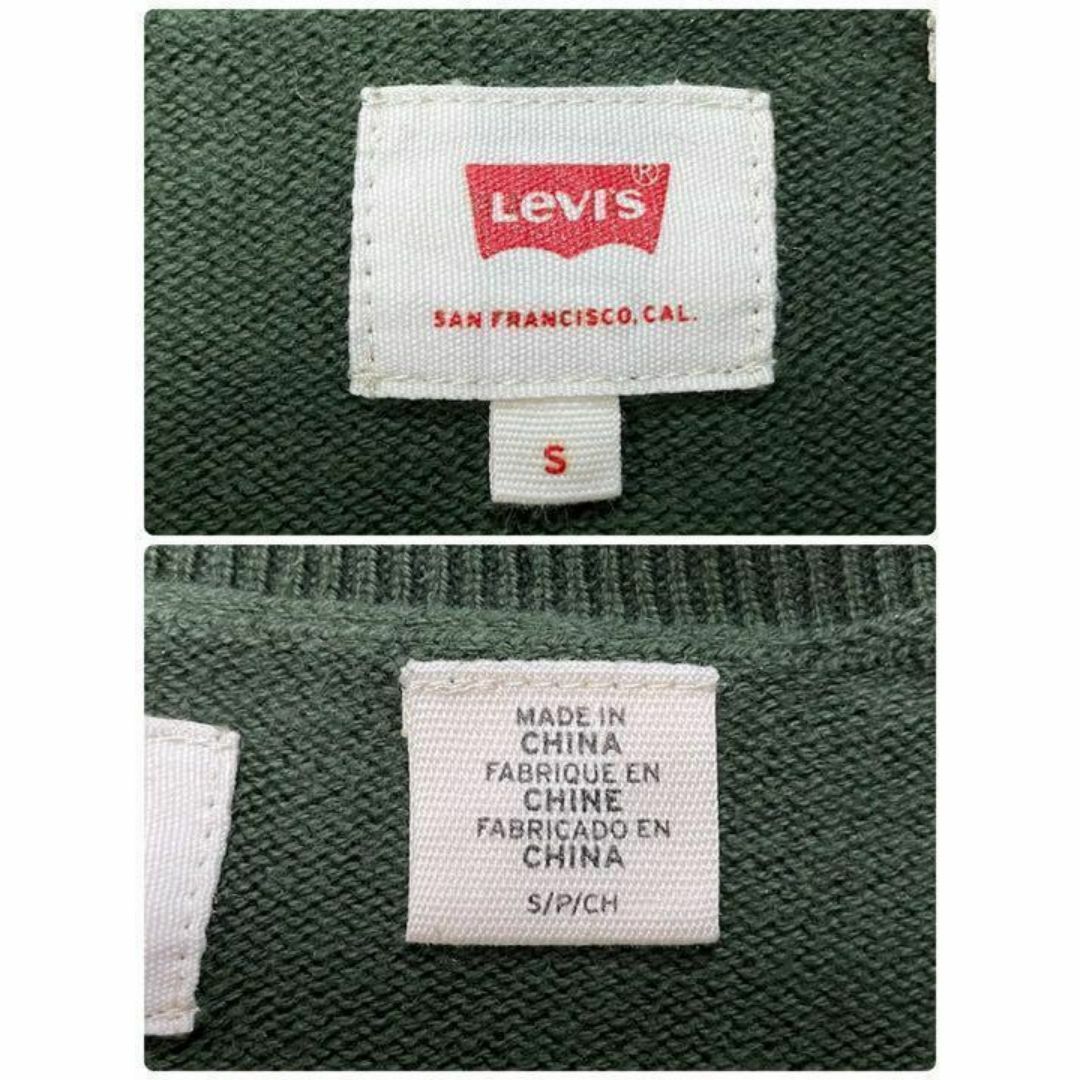 Levi's®
SAN FRANCISCO, CAL.
S
MADE IN
CHINA
FABRIQUE EN
CHINE
FABRICADO EN
CHINA
S/P/CH